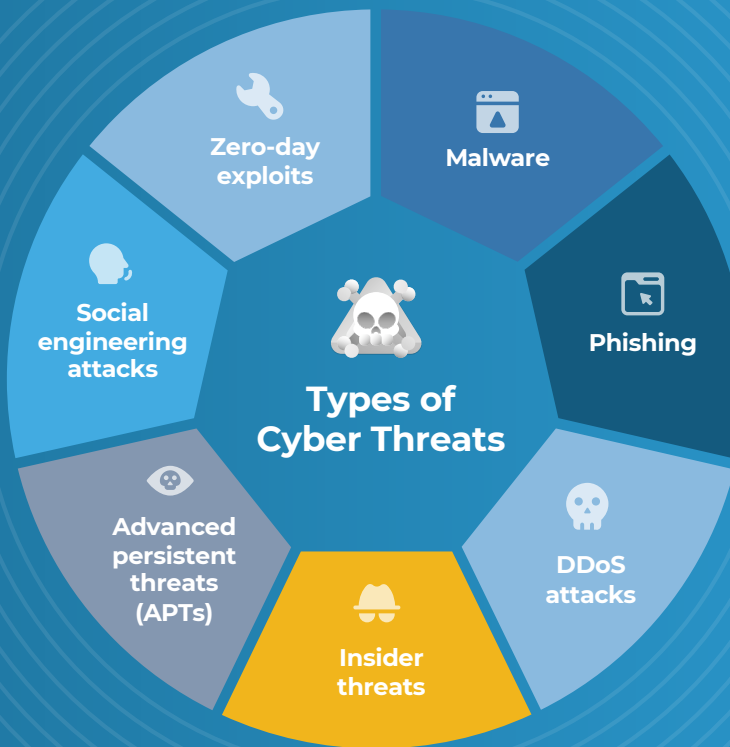 Types of
Cyber Threats
Malware
Phishing
DDoS
attacks
Insider
threats
Advanced
persistent
threats
(APTs)
Social
engineering
attacks
Zero-day
exploits